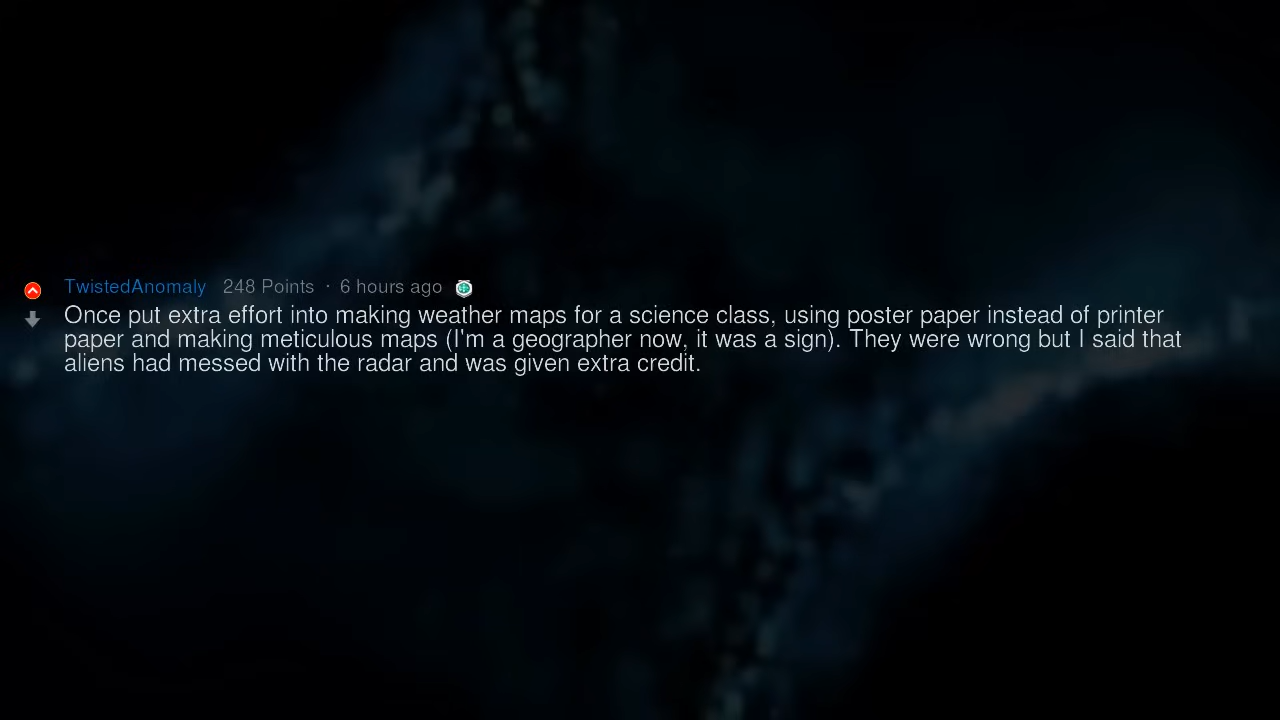 TwistedAnomaly 248 Points · 6 hours ago
Once put extra effort into making weather maps for a science class, using poster paper instead of printer
paper and making meticulous maps (I'm a geographer now, it was a sign). They were wrong but I said that
aliens had messed with the radar and was given extra credit.